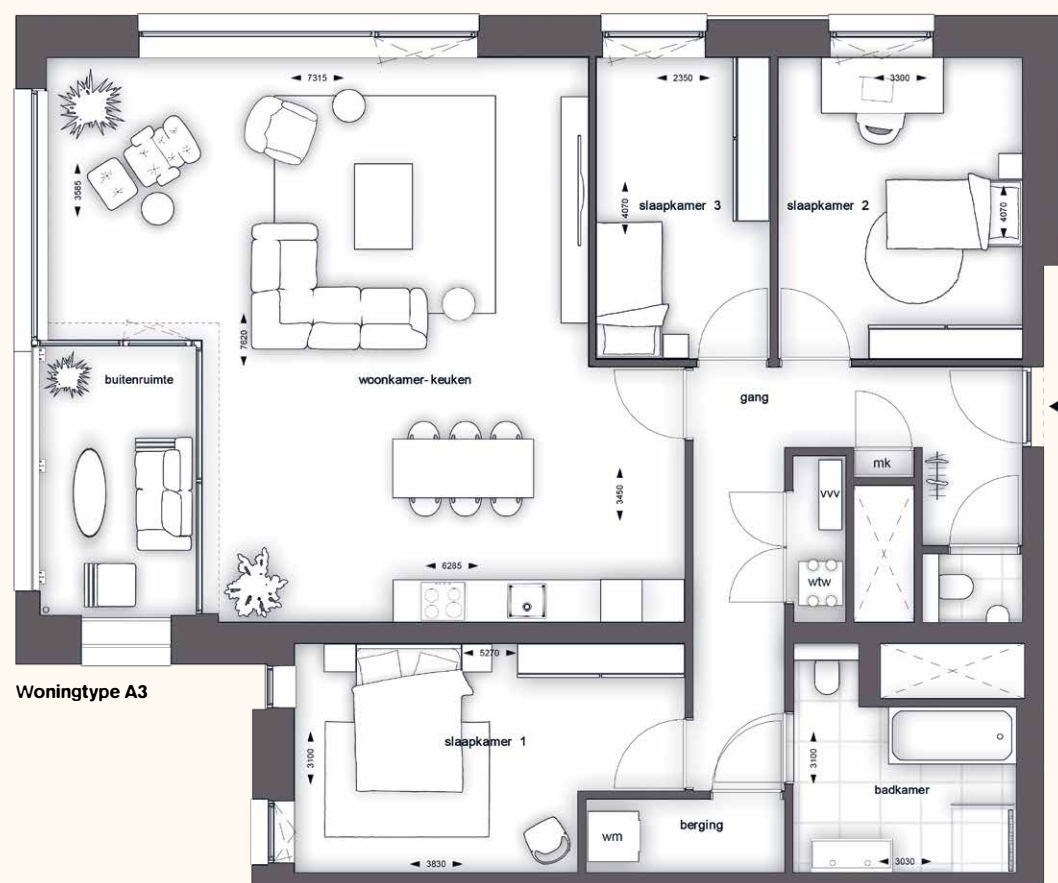 7315
2350
3300
3585
4070
slaapkamer 3
slaapkamer 2
4070
7620
buitenruimte
woonkamer-keuken
gang
mk
3450
vvv
6285
wtw
5270
Woningtype A3
slaapkamer 1
3100
3100
badkamer
berging
wm
3830
3030